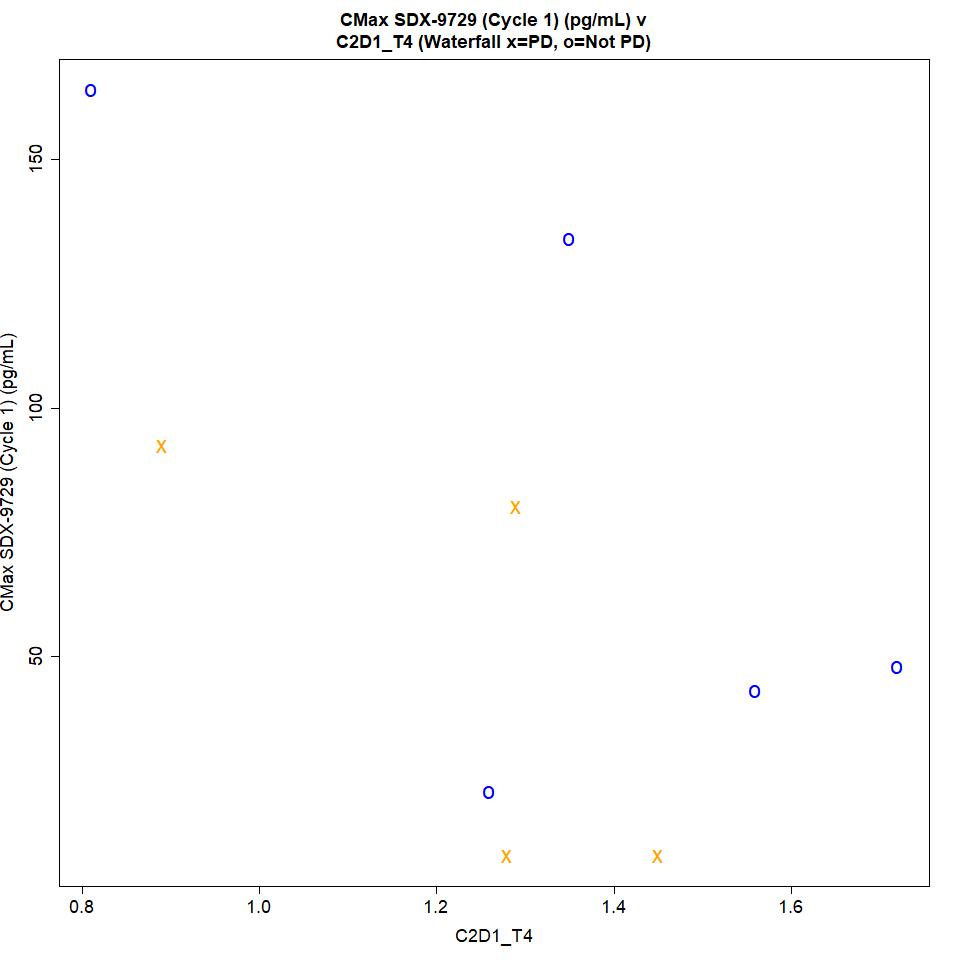 CMax SDX-9729 (Cycle 1) (pg/mL) v
C2D1_T4 (Waterfall x=PD, o=Not PD)
CMax SDX-9729 (Cycle 1) (pg/mL)
150
100
50
o
o
x
x
o
o
o
x
x
0.8
1.0
1.2
1.4
1.6
C2D1_T4